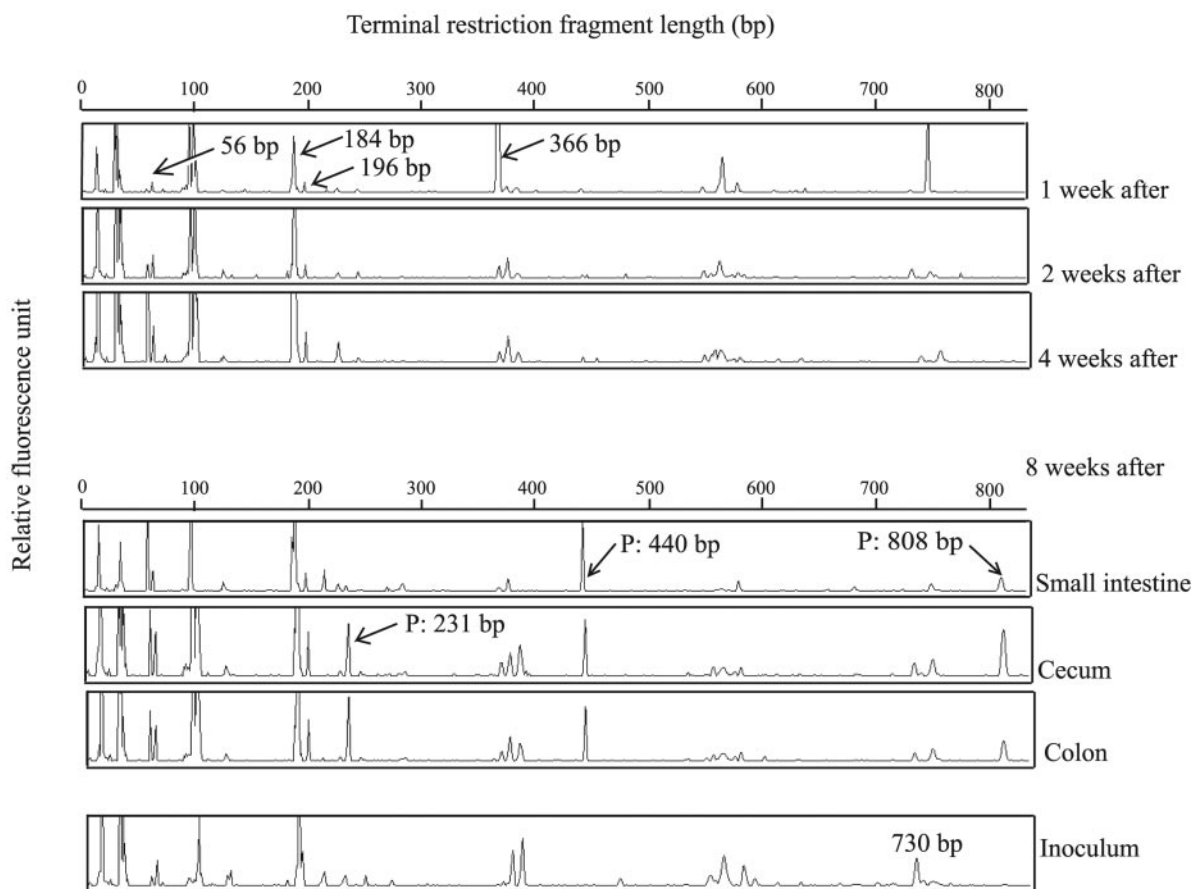 Terminal restriction fragment length (bp)
0 100 200 300 400 500 600 700 800
56 bp
184 bp
196 bp
366 bp
1 week after
2 weeks after
4 weeks after
Relative fluorescence unit
8 weeks after
0 100 200 300 400 500 600 700 800
P: 440 bp
P: 808 bp
Small intestine
P: 231 bp
Cecum
Colon
730 bp
Inoculum